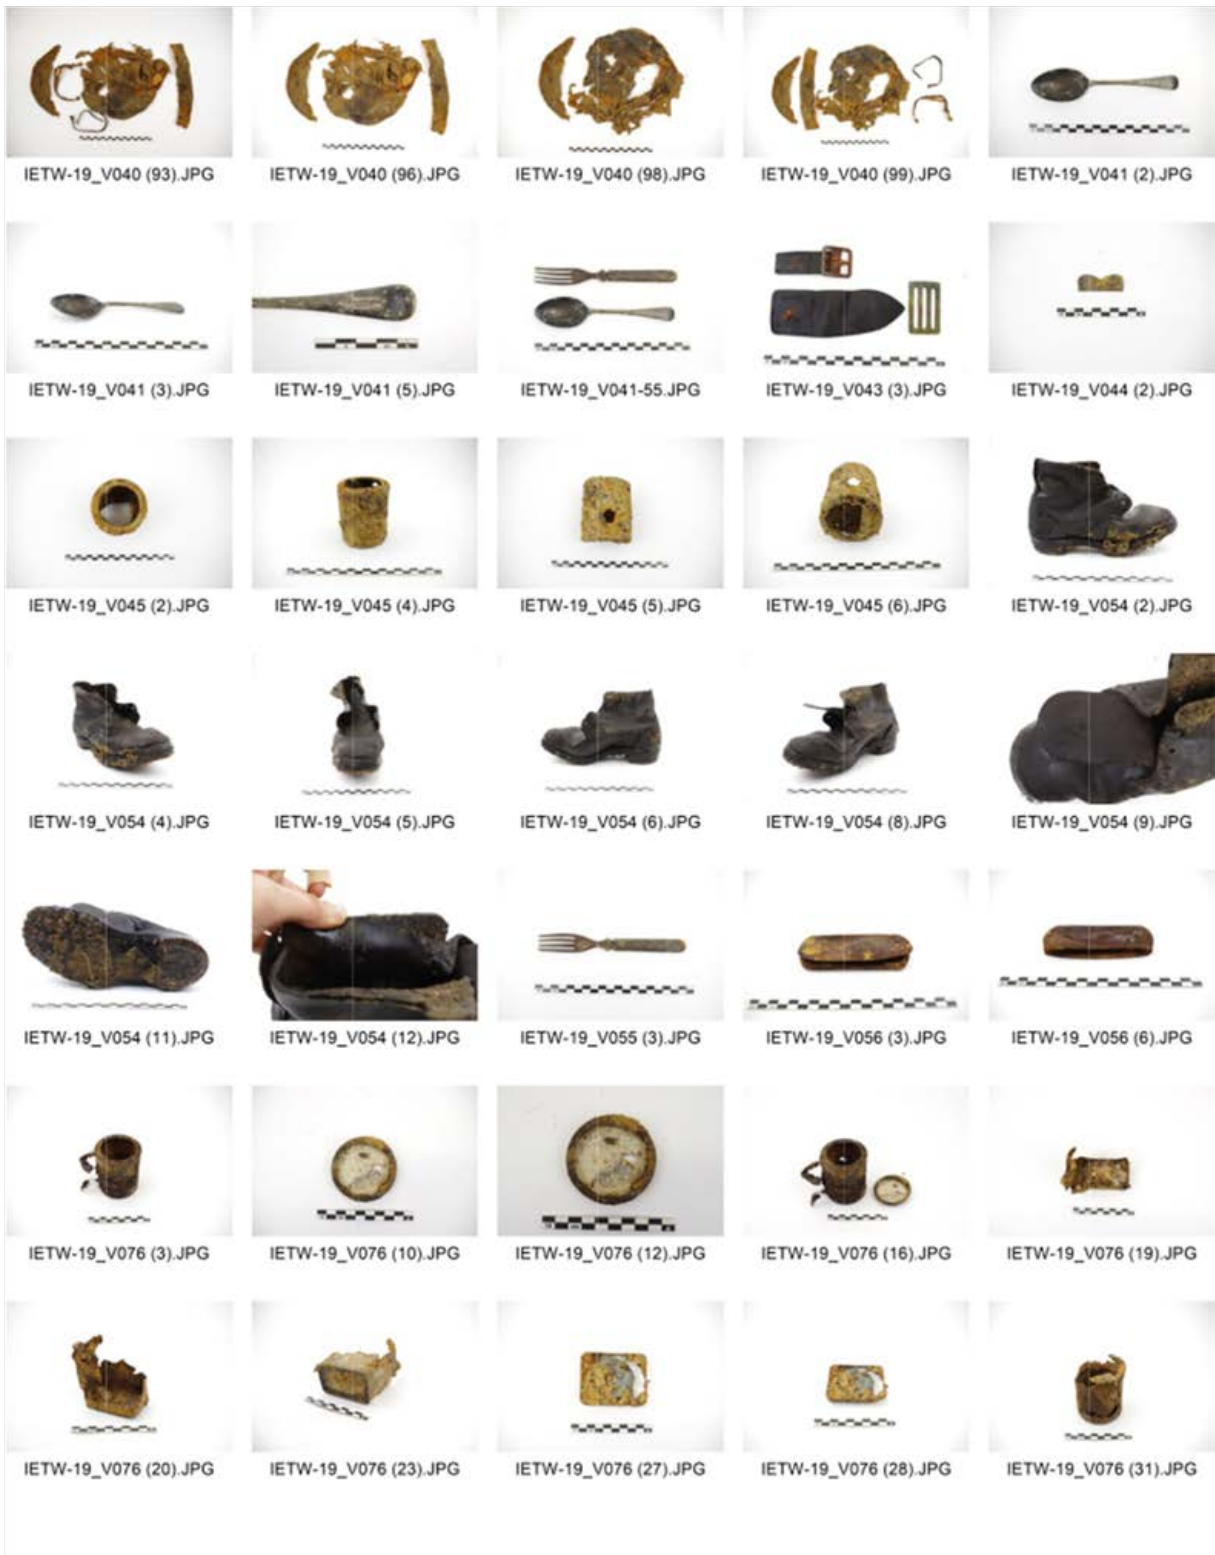 IETW-19_V040 (93).JPG
IETW-19_V040 (96).JPG
IETW-19_V040 (98).JPG
IETW-19_V040 (99).JPG
IETW-19_V041 (2).JPG
IETW-19_V041 (3).JPG
IETW-19_V041 (5).JPG
IETW-19_V041-55.JPG
IETW-19_V043 (3).JPG
IETW-19_V044 (2).JPG
IETW-19_V045 (2).JPG
IETW-19_V045 (4).JPG
IETW-19_V045 (5).JPG
IETW-19_V045 (6).JPG
IETW-19_V054 (2).JPG
IETW-19_V054 (4).JPG
IETW-19_V054 (5).JPG
IETW-19_V054 (6).JPG
IETW-19_V054 (8).JPG
IETW-19_V054 (9).JPG
IETW-19_V054 (11).JPG
IETW-19_V054 (12).JPG
IETW-19_V055 (3).JPG
IETW-19_V056 (3).JPG
IETW-19_V056 (6).JPG
IETW-19_V076 (3).JPG
IETW-19_V076 (10).JPG
IETW-19_V076 (12).JPG
IETW-19_V076 (16).JPG
IETW-19_V076 (19).JPG
IETW-19_V076 (20).JPG
IETW-19_V076 (23).JPG
IETW-19_V076 (27).JPG
IETW-19_V076 (28).JPG
IETW-19_V076 (31).JPG